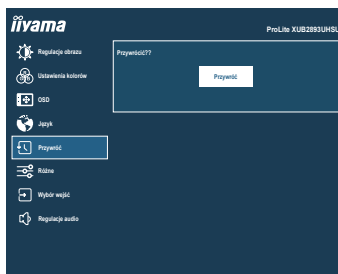 iiyama
ProLite XUB2893UHSU
Regulacje obrazu
Ustawienia kolorów
OSD
Język
Przywróć
Różne
Wybór wejść
Regulacje audio
Przywrócić??
Przywróć